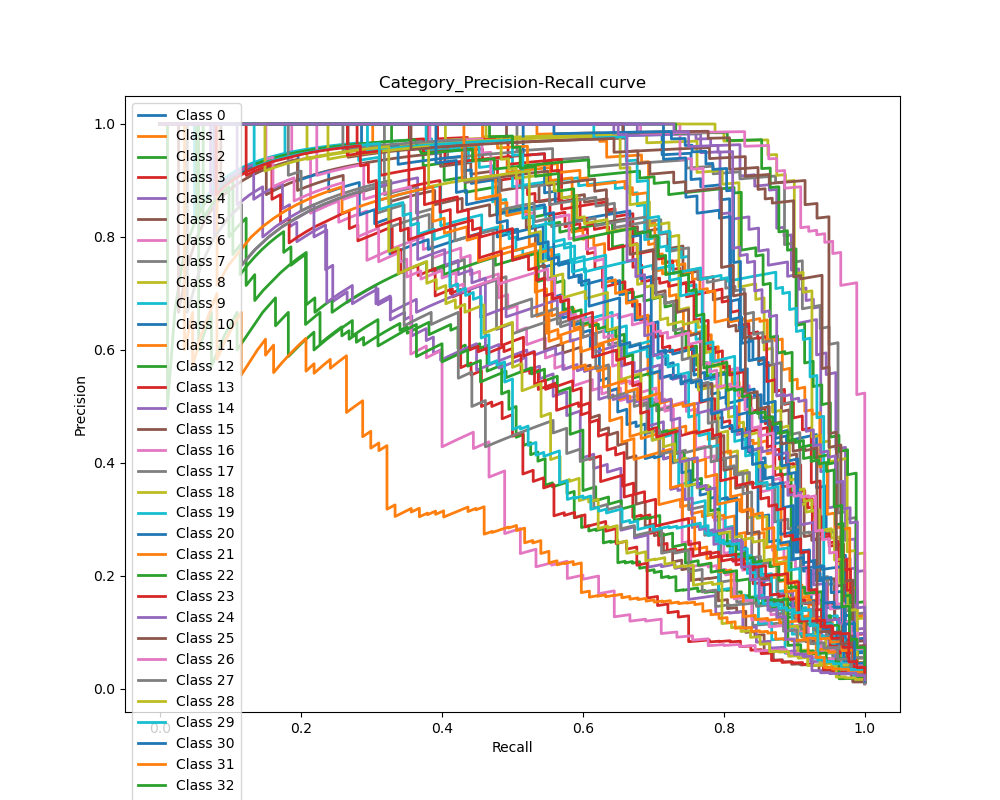 Category_Precision-Recall curve
Precision
1.0
0.8
0.6
0.4
0.2
0.0
Class 0
Class 1
Class 2
Class 3
Class 4
Class 5
Class 6
Class 7
Class 8
Class 9
Class 10
Class 11
Class 12
Class 13
Class 14
Class 15
Class 16
Class 17
Class 18
Class 19
Class 20
Class 21
Class 22
Class 23
Class 24
Class 25
Class 26
Class 27
Class 28
Class 29
Class 30
Class 31
Class 32
0.0 0.2 0.4 0.6 0.8 1.0
Recall